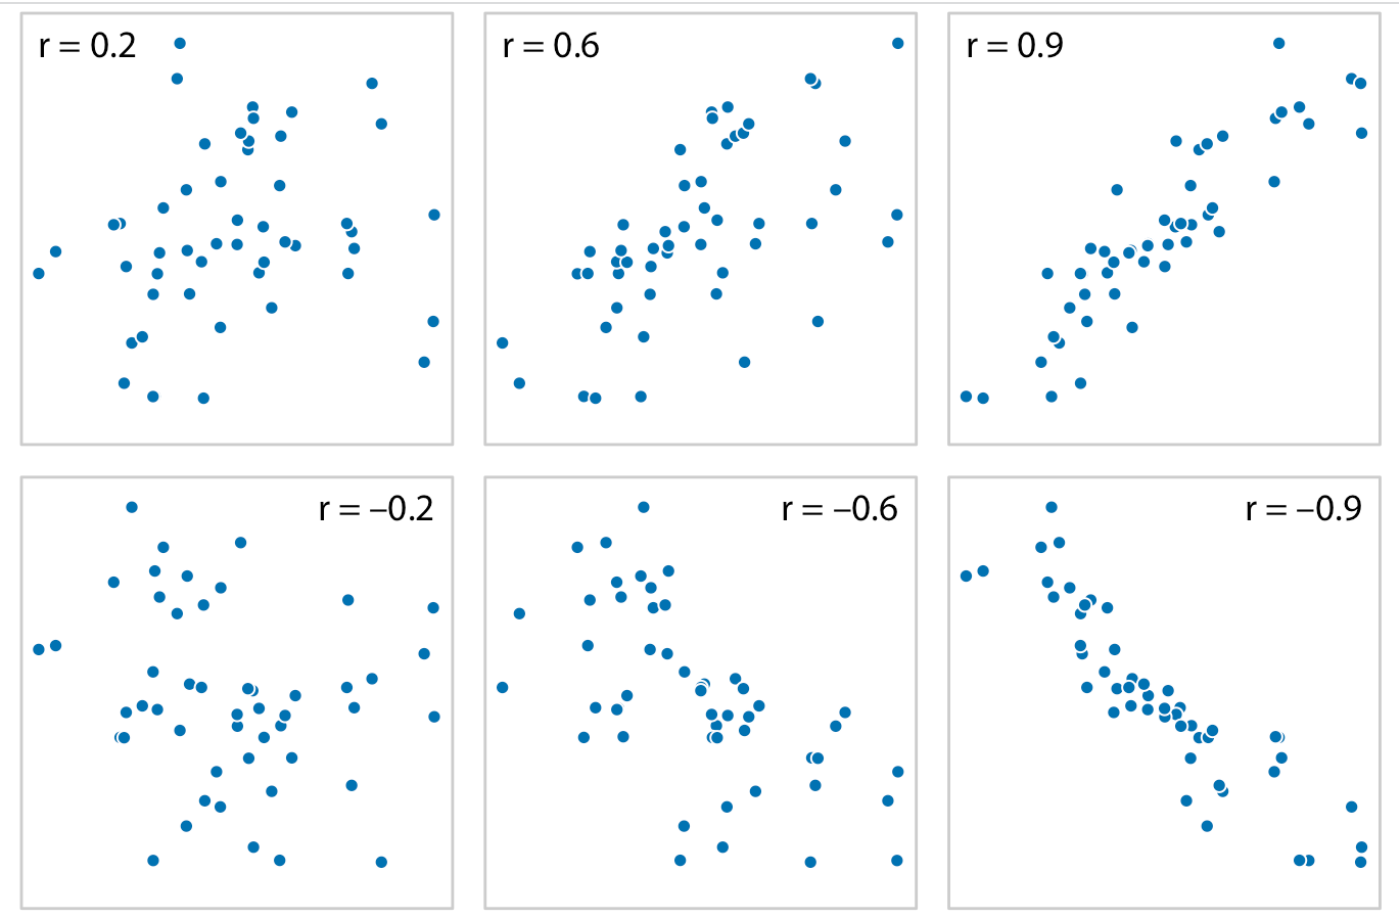 r = 0.2
r = 0.6
r = 0.9
r = –0.2
r = –0.6
r = –0.9